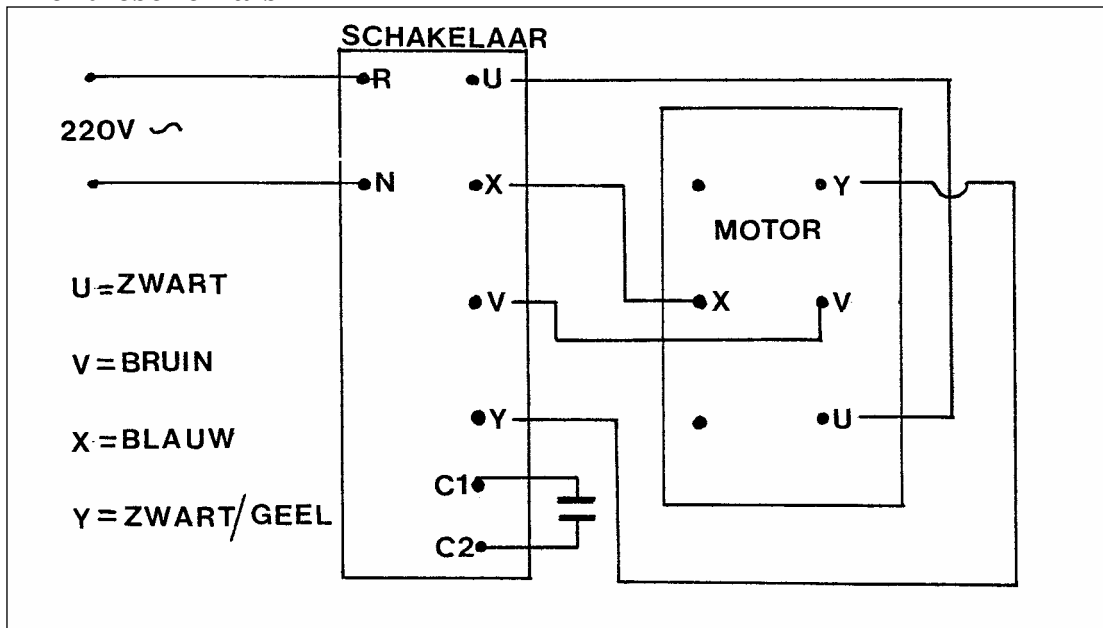 SCHAKELAAR
R
U
220V ~
N
X
Y
MOTOR
U=ZWART
V
X
V
V=BRUIN
Y
U
X=BLAUW
C1
Y=ZWART/GEEL
C2